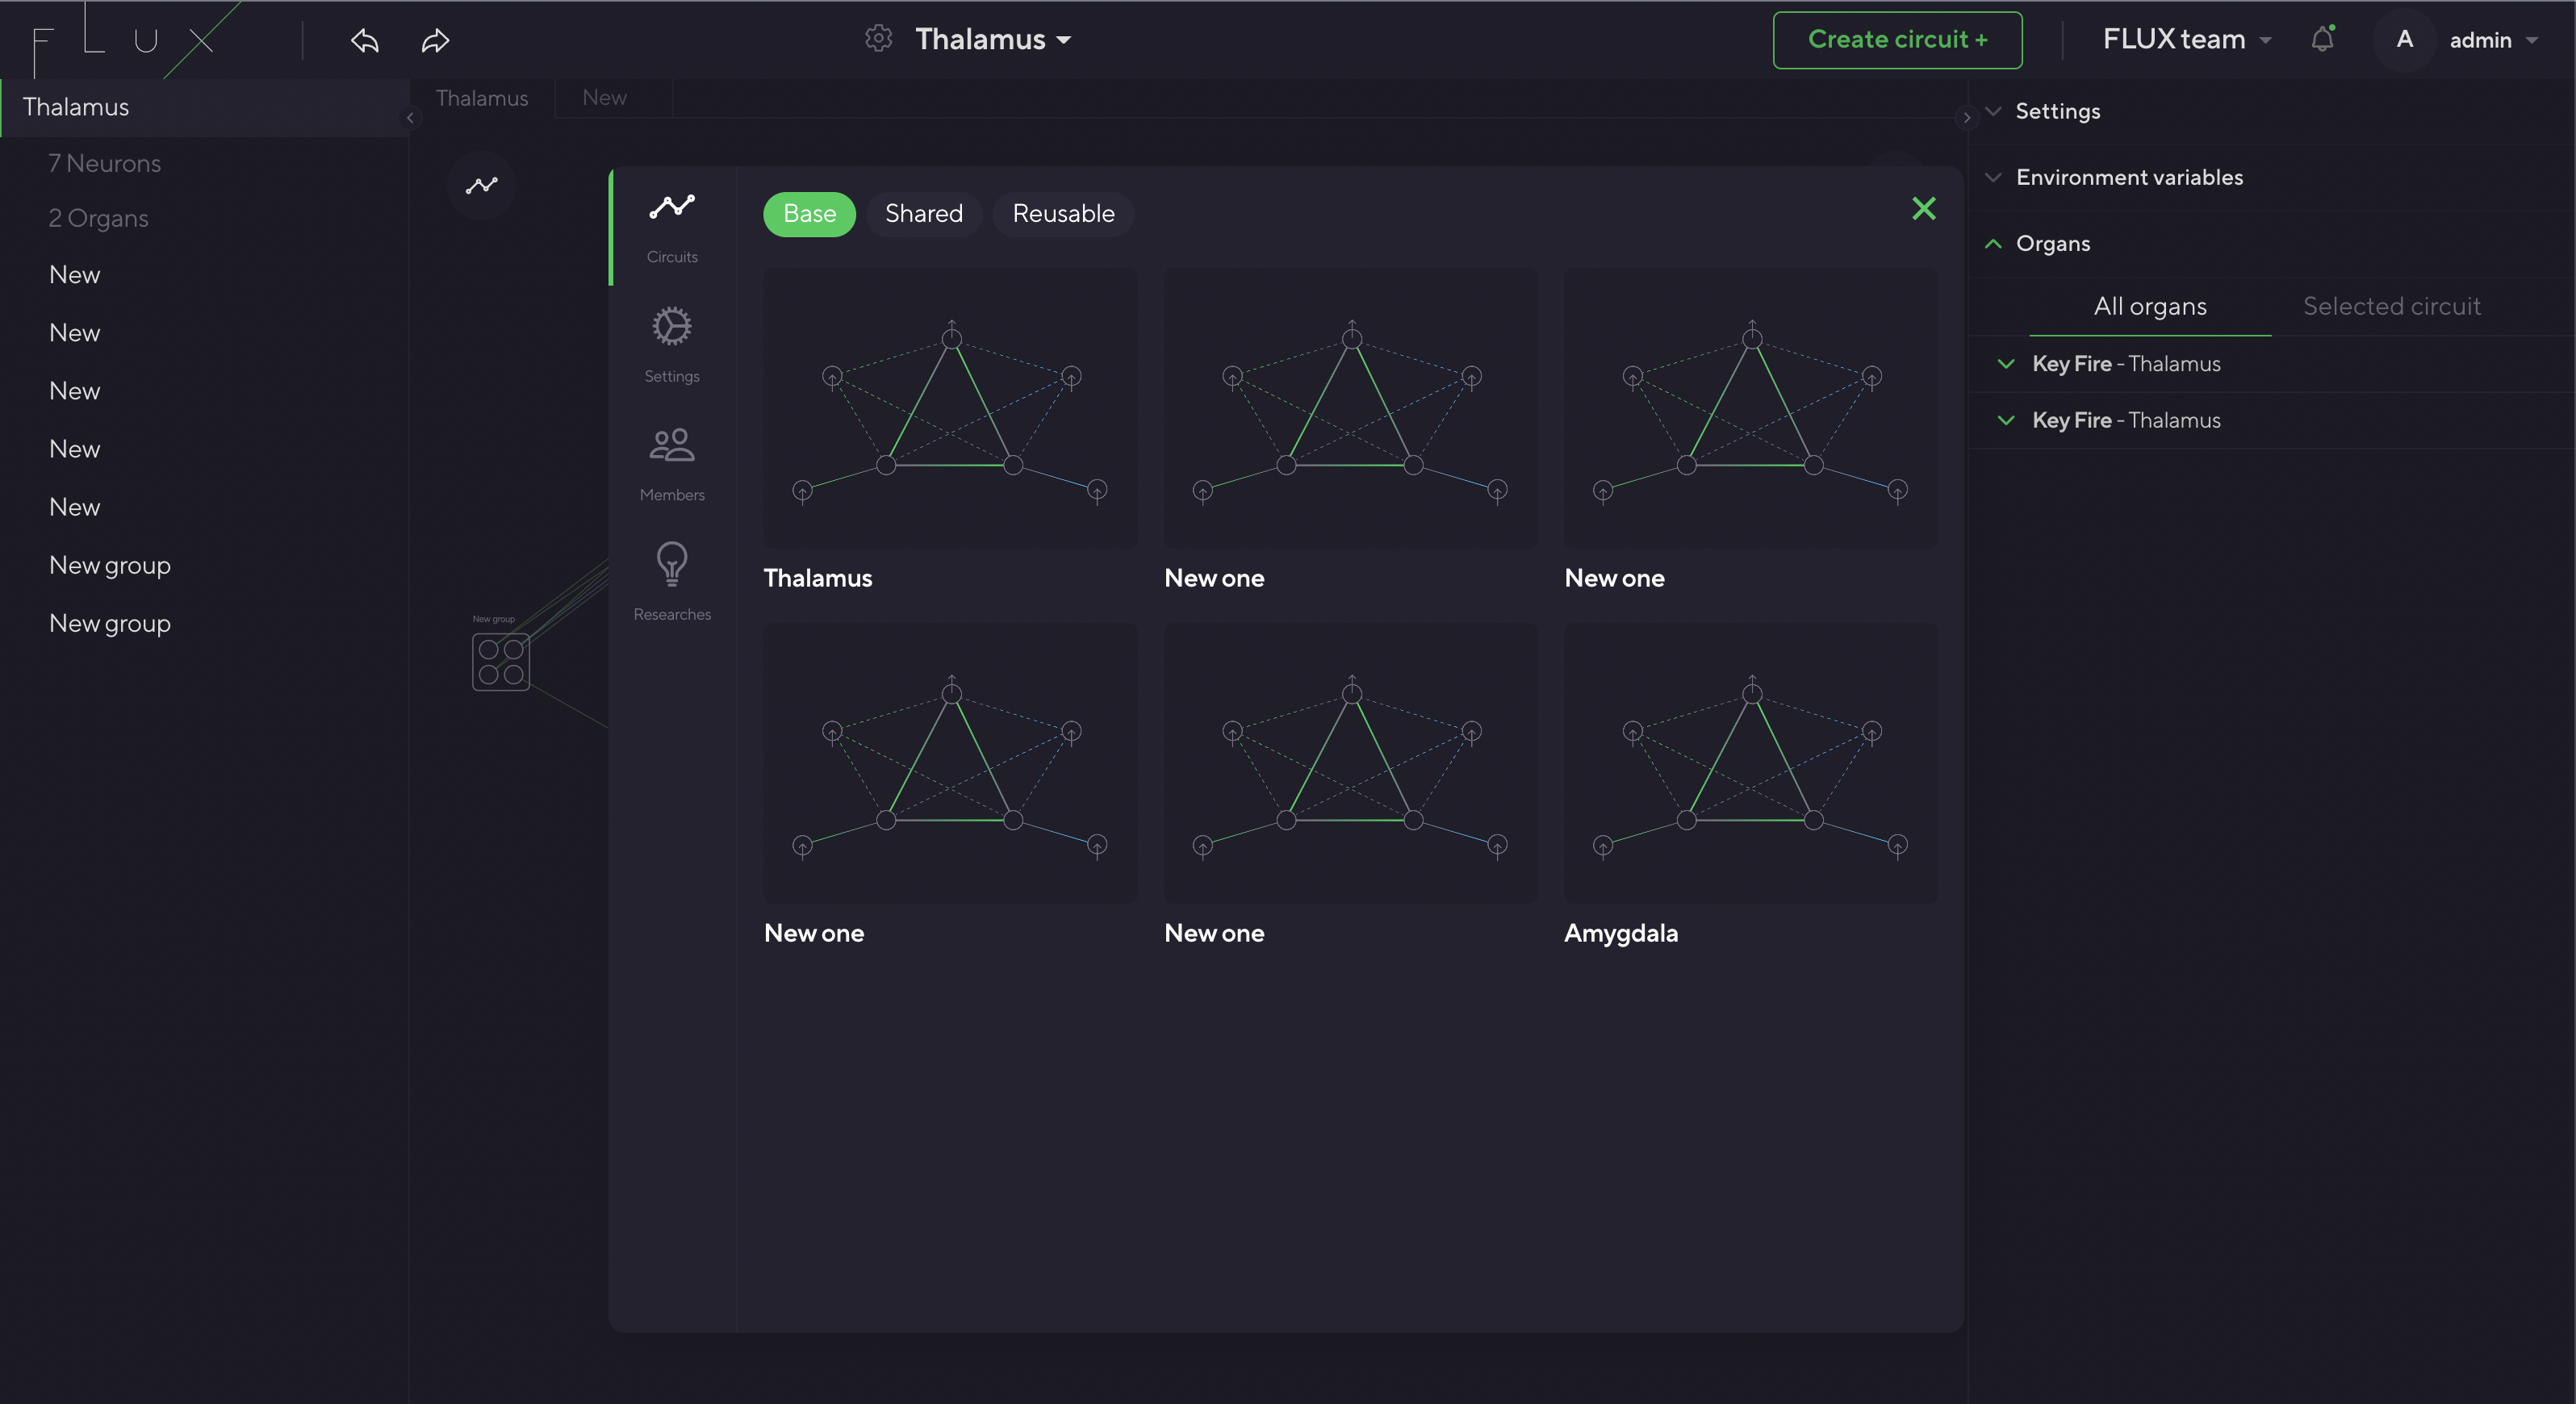 FLUX
Thalamus
Create circuit +
FLUX team
A
admin
Thalamus
7 Neurons
2 Organs
New
New
New
New
New
New group
New group
Thalamus
New
New group
Circuits
Settings
Members
Researches
Base
Shared
Reusable
Thalamus
New one
New one
New one
New one
Amygdala
Settings
Environment variables
Organs
All organs
Selected circuit
Key Fire - Thalamus
Key Fire - Thalamus